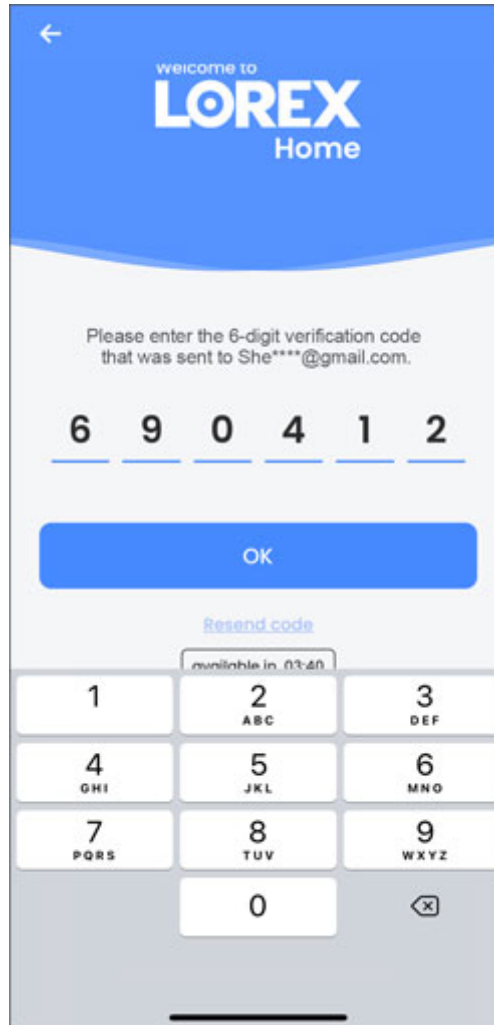 Welcome to
LOREX
Home
Please enter the 6-digit verification code
that was sent to She****@gmail.com.
6 9 0 4 1 2
OK
Resend code
available in 03:40
1 2 3
ABC DEF
4 5 6
GHI JKL MNO
7 8 9
PQRS TUV WXYZ
0